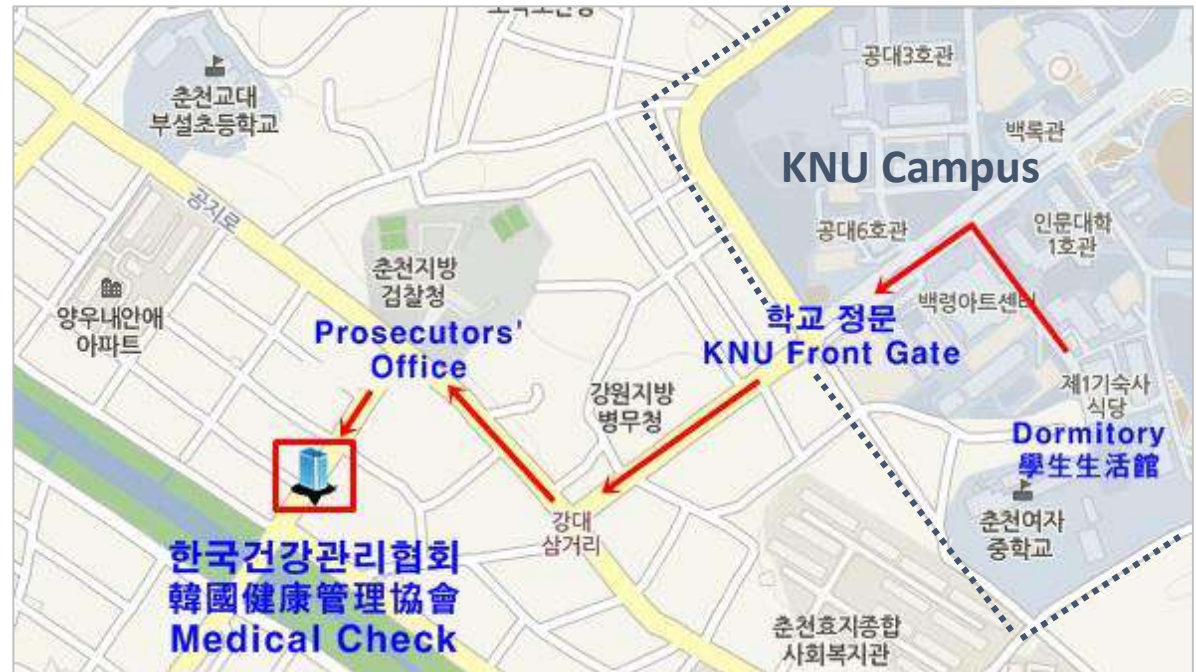 공대3호관
춘천교대
부설초등학교
백록관
KNU Campus
공지로
공대6호관
인문대학
1호관
춘천지방
검찰청
양우내안애
아파트
백령아트센터
학교 정문
KNU Front Gate
Prosecutors'
Office
강원지방
병무청
제1기숙사
식당
Dormitory
學生生活館
강대
삼거리
춘천여자
중학교
한국건강관리협회
韓國健康管理協會
Medical Check
춘천효지종합
사회복지관